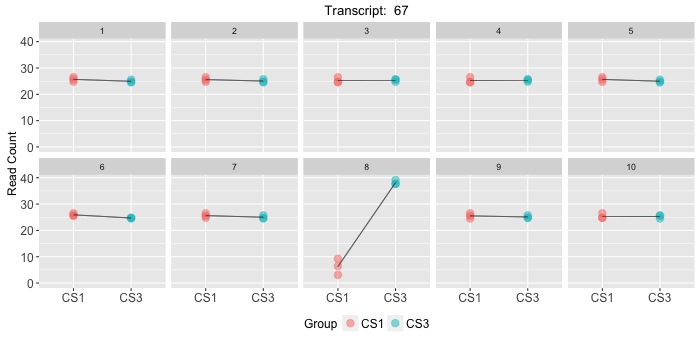 Transcript:  67
1 2 3 4 5
40
30
20
10
0
Read Count
6 7 8 9 10
40
30
20
10
0
CS1 CS3 CS1 CS3 CS1 CS3 CS1 CS3 CS1 CS3
Group CS1 CS3